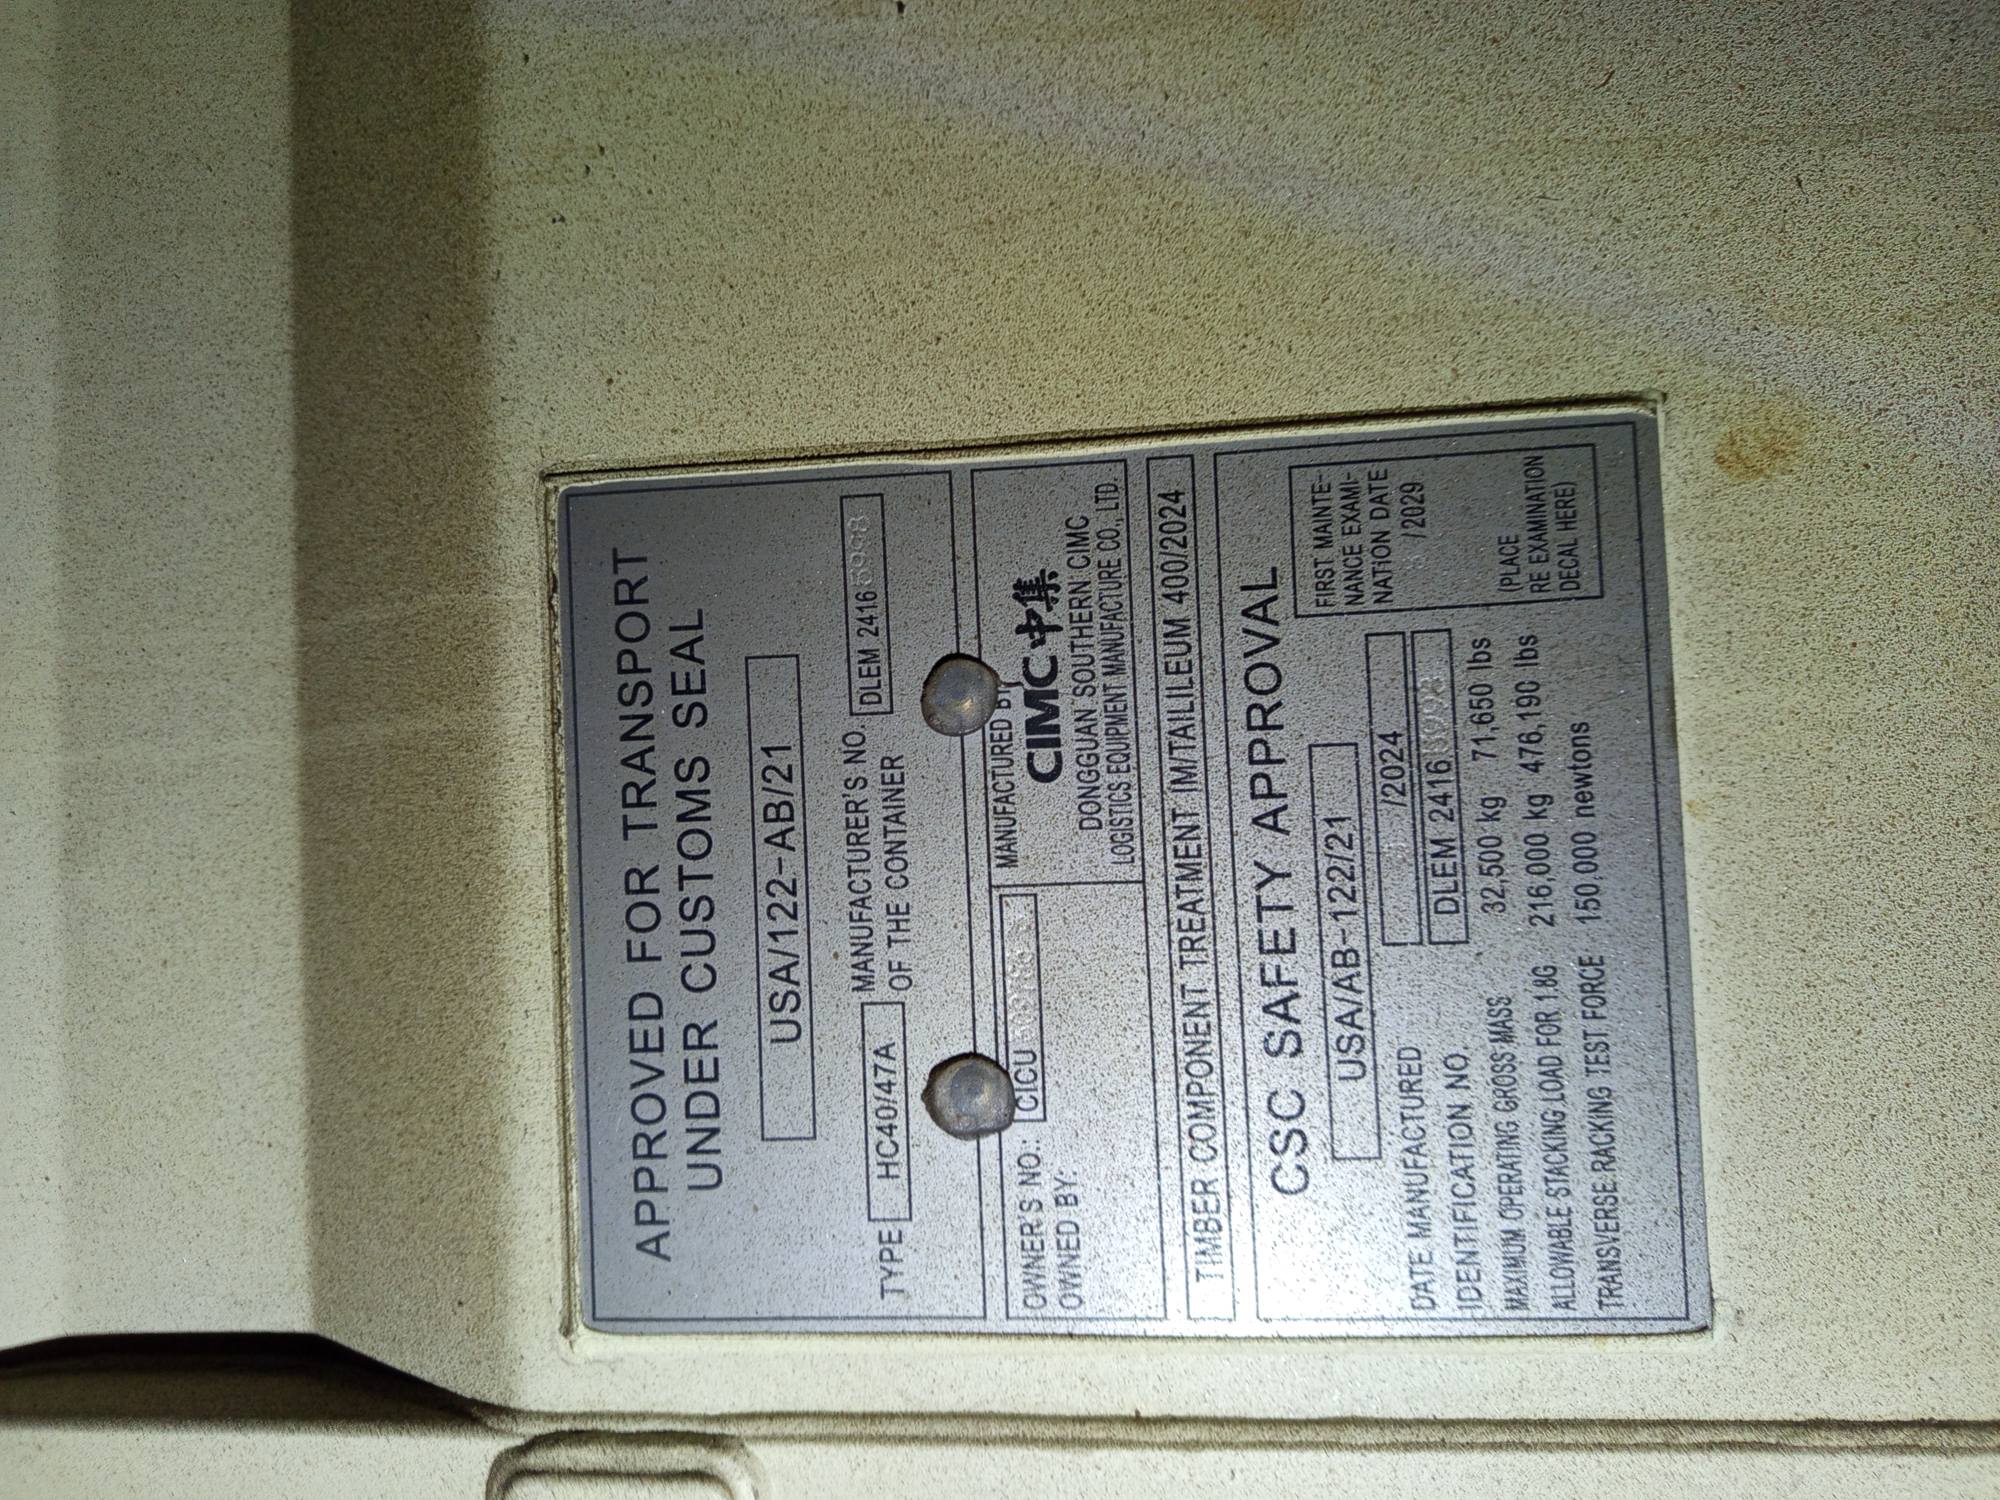 APPROVED FOR TRANSPORT
UNDER CUSTOMS SEAL
USA/122-AB/21
TYPE HC40/47A MANUFACTURER'S NO. OF THE CONTAINER DLEM 2416
OWNER'S NO.: CICU
OWNED BY:
MANUFACTURED
CIMC 中集
DONGGUAN SOUTHERN CIMC
LOGISTICS EQUIPMENT MANUFACTURE CO., LTD.
TIMBER COMPONENT TREATMENT IM/TAILILEUM 400/2024
CSC SAFETY APPROVAL
USA/AB-122/21
DATE MANUFACTURED /2024
IDENTIFICATION NO. DLEM 2416
MAXIMUM OPERATING GROSS MASS 32,500 kg 71,650 lbs
ALLOWABLE STACKING LOAD FOR 1.8G 216,000 kg 476,190 lbs
TRANSVERSE RACKING TEST FORCE 150,000 newtons
FIRST MAINTE-
NANCE EXAMI-
NATION DATE
/2029
(PLACE
RE EXAMINATION
DECAL HERE)